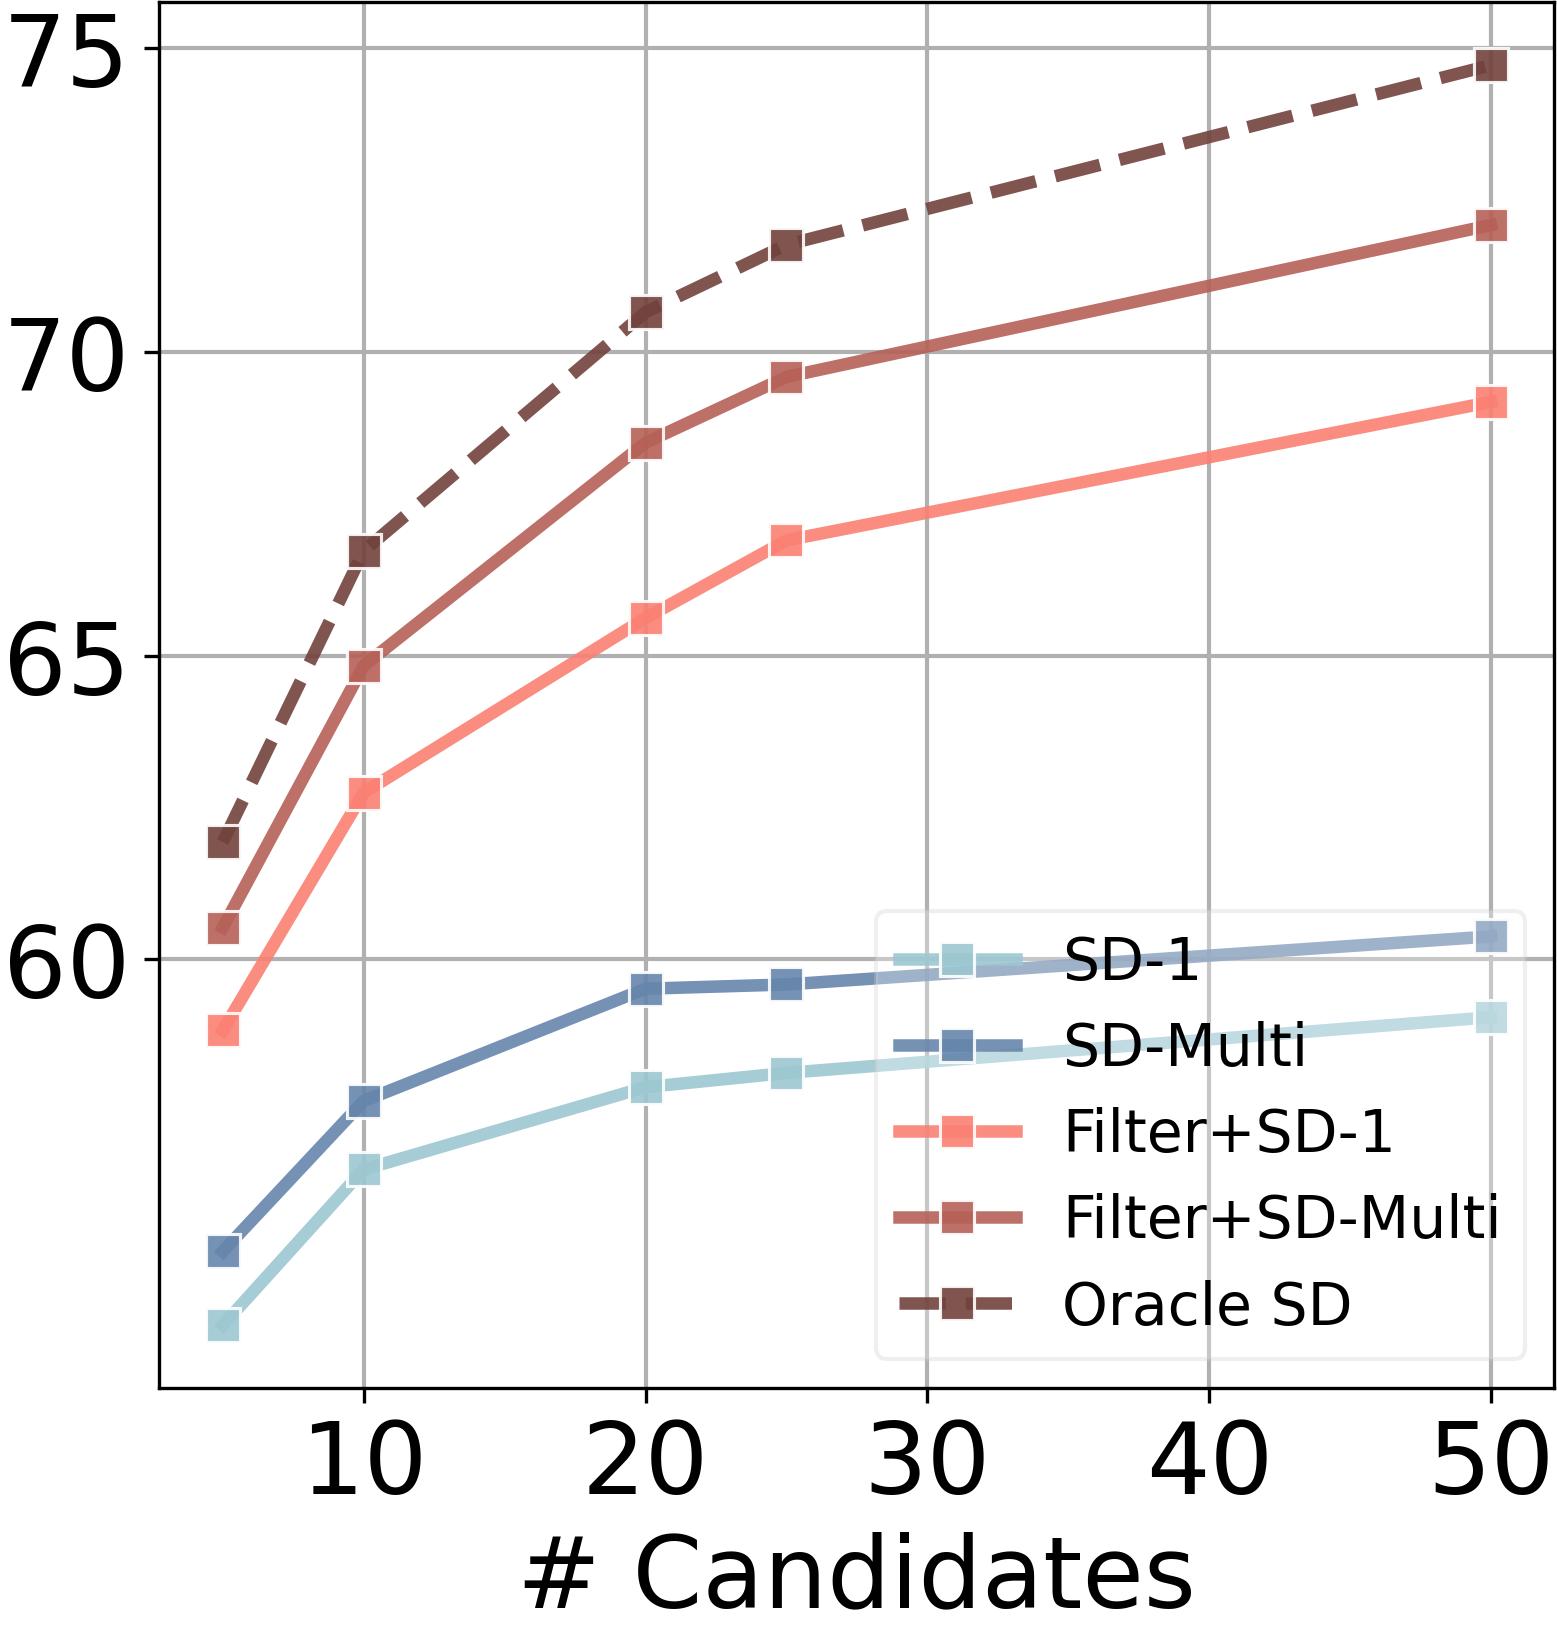 75
70
65
60
SD-1
SD-Multi
Filter+SD-1
Filter+SD-Multi
Oracle SD
10 20 30 40 50
# Candidates